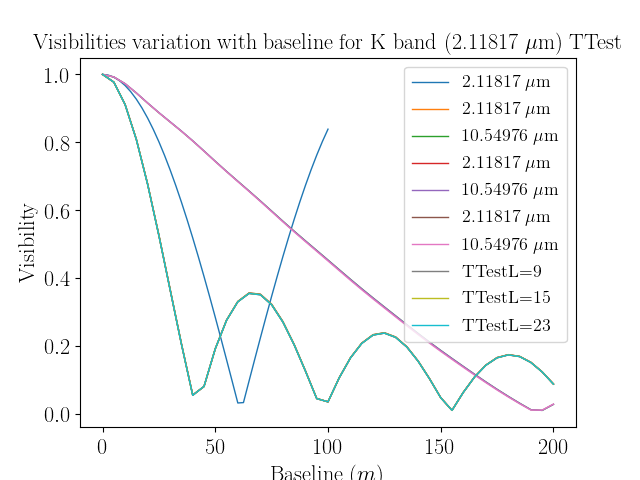 Visibilities variation with baseline for K band (2.11817 μm) TTest
1.0
0.8
0.6
0.4
0.2
0.0
Visibility
2.11817 μm
2.11817 μm
10.54976 μm
2.11817 μm
10.54976 μm
2.11817 μm
10.54976 μm
TTestL=9
TTestL=15
TTestL=23
0 50 100 150 200
Baseline (m)